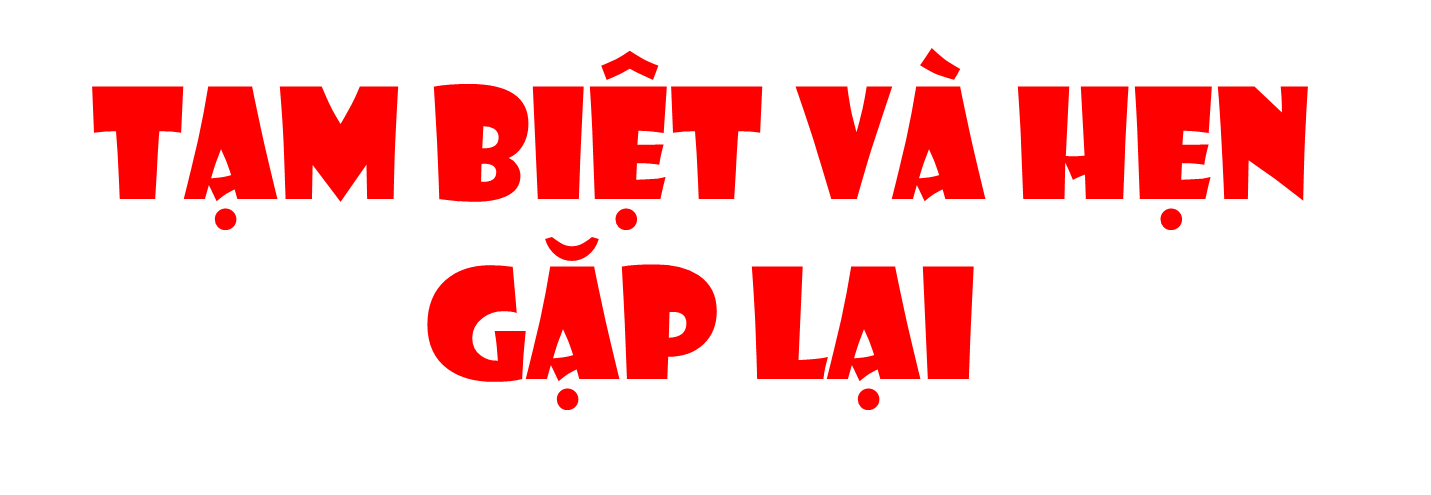 TẠM BIỆT VÀ HẸN
GẶP LẠI